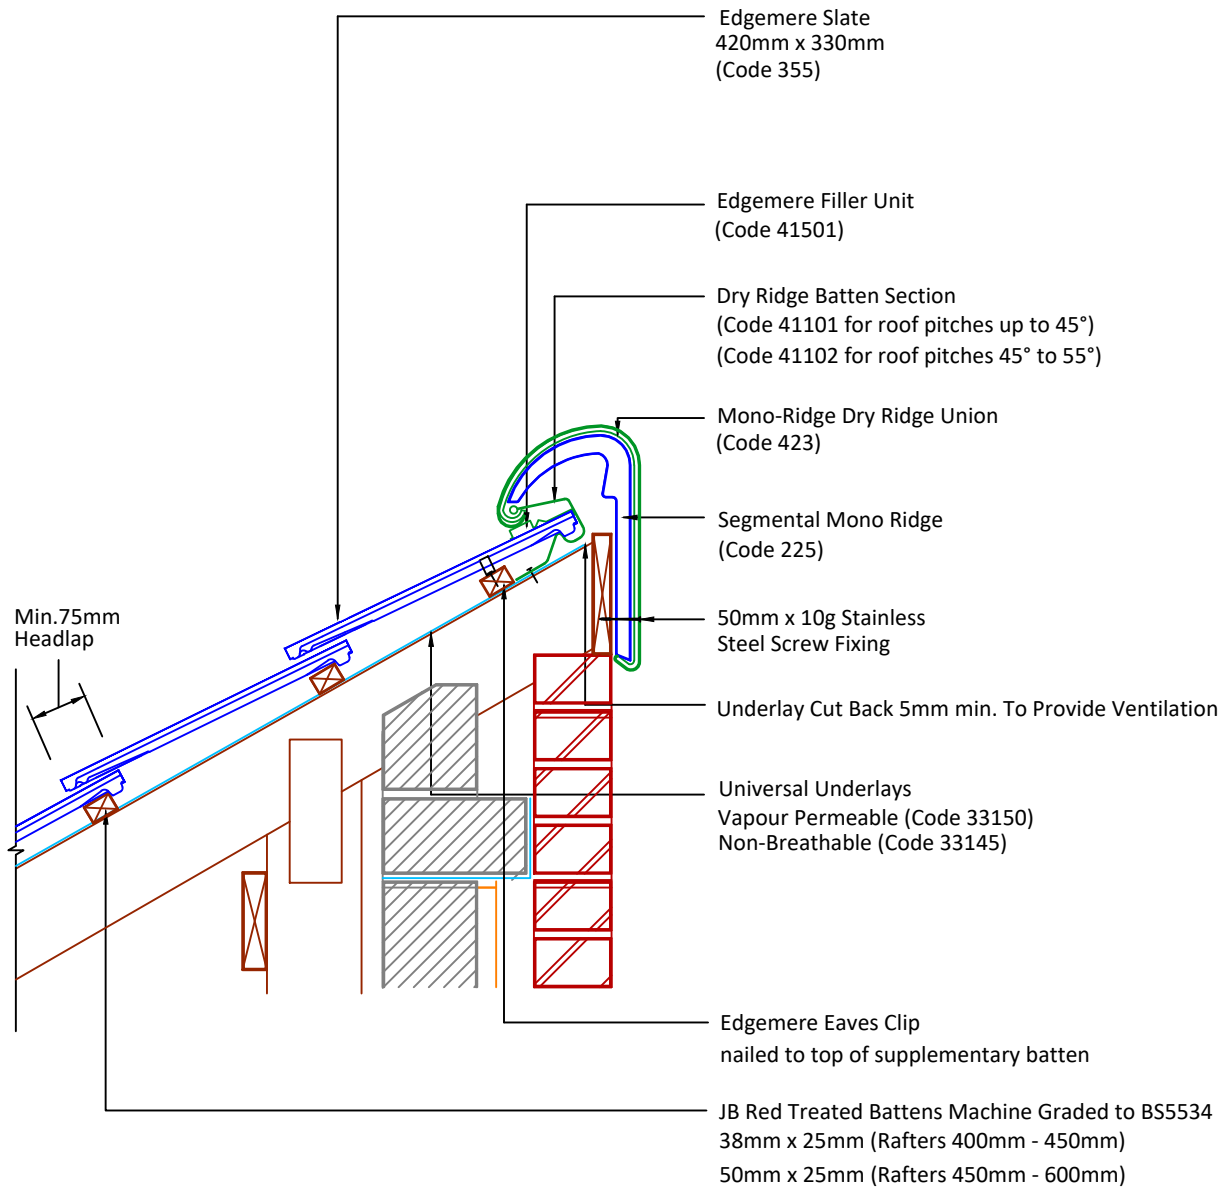 Edgemere Slate
420mm x 330mm
(Code 355)
Edgemere Filler Unit
(Code 41501)
Dry Ridge Batten Section
(Code 41101 for roof pitches up to 45°)
(Code 41102 for roof pitches 45° to 55°)
Mono-Ridge Dry Ridge Union
(Code 423)
Segmental Mono Ridge
(Code 225)
Min.75mm
Headlap
50mm x 10g Stainless
Steel Screw Fixing
Underlay Cut Back 5mm min. To Provide Ventilation
Universal Underlays
Vapour Permeable (Code 33150)
Non-Breathable (Code 33145)
Edgemere Eaves Clip
nailed to top of supplementary batten
JB Red Treated Battens Machine Graded to BS5534
38mm x 25mm (Rafters 400mm - 450mm)
50mm x 25mm (Rafters 450mm - 600mm)